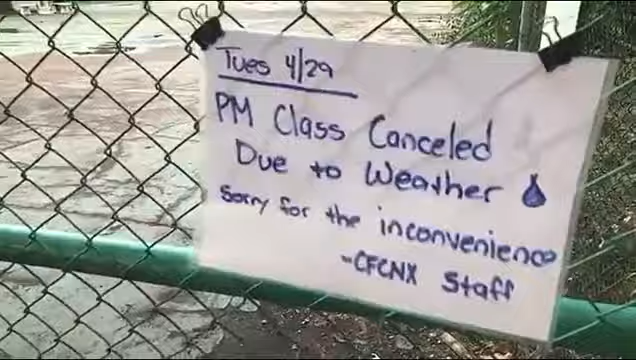 Tues 4/29
PM Class Canceled
Due to Weather
Sorry for the inconvenience
-CFCNX Staff